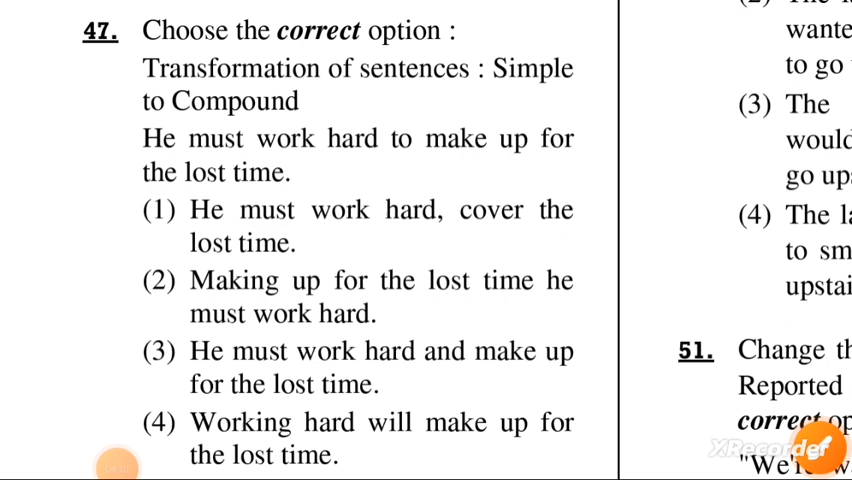 47. Choose the correct option :
Transformation of sentences : Simple
to Compound
He must work hard to make up for
the lost time.
(1) He must work hard, cover the
lost time.
(2) Making up for the lost time he
must work hard.
(3) He must work hard and make up
for the lost time.
(4) Working hard will make up for
the lost time.
wante
to go
(3) The
would
go up
(4) The
to sm
upstai
51. Change
Reported
correct
"We're
XRecorder